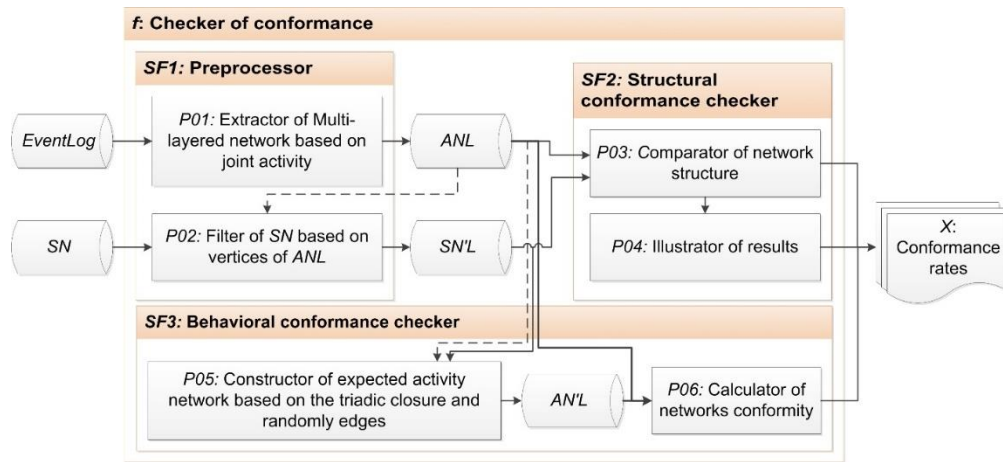 f: Checker of conformance
SF1: Preprocessor
SF2: Structural
conformance checker
EventLog
P01: Extractor of Multi-
layered network based on
joint activity
ANL
P03: Comparator of network
structure
SN
P02: Filter of SN based on
vertices of ANL
SN'L
P04: Illustrator of results
X:
Conformance
rates
SF3: Behavioral conformance checker
P05: Constructor of expected activity
network based on the triadic closure and
randomly edges
AN'L
P06: Calculator of
networks conformity